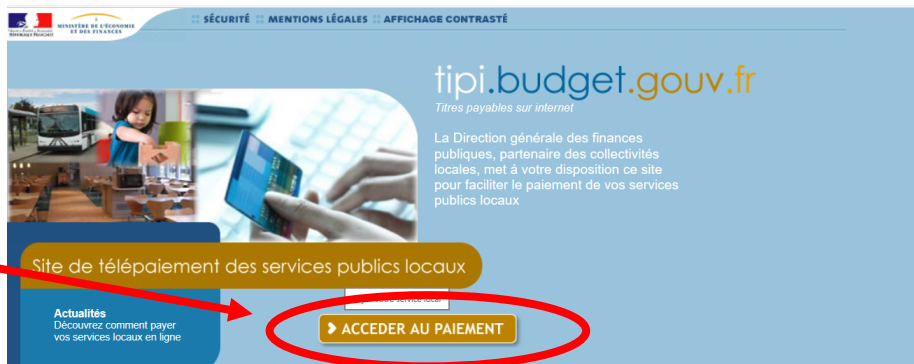 MINISTÈRE DE L'ÉCONOMIE
ET DES FINANCES
SÉCURITÉ
MENTIONS LÉGALES
AFFICHAGE CONTRASTÉ
tipi.budget.gouv.fr
Titres payables sur internet
La Direction générale des finances
publiques, partenaire des collectivités
locales, met à votre disposition ce site
pour faciliter le paiement de vos services
publics locaux
Site de télépaiement des services publics locaux
service local
Actualités
Découvrez comment payer
vos services locaux en ligne
ACCEDER AU PAIEMENT